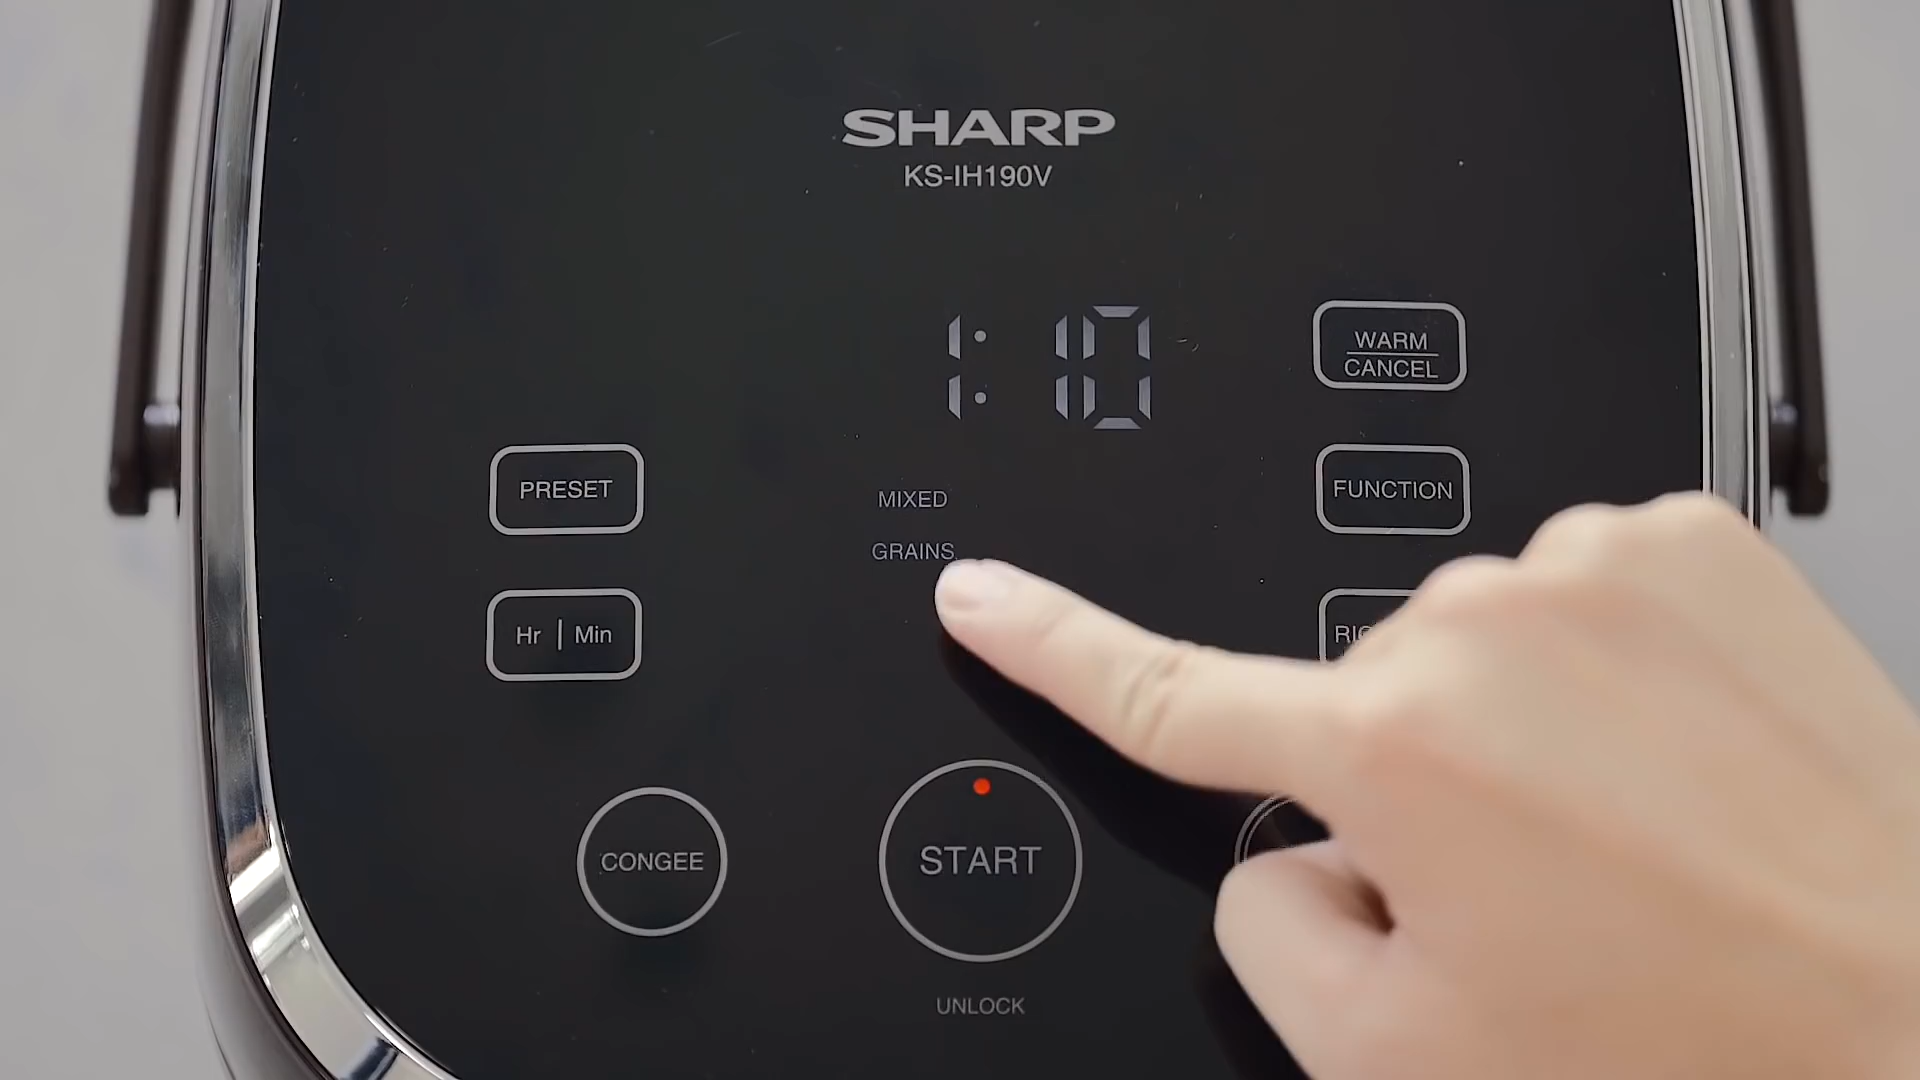 SHARP
KS-IH190V
1:10
WARM
CANCEL
PRESET
MIXED
FUNCTION
GRAINS
Hr | Min
CONGEE
START
UNLOCK